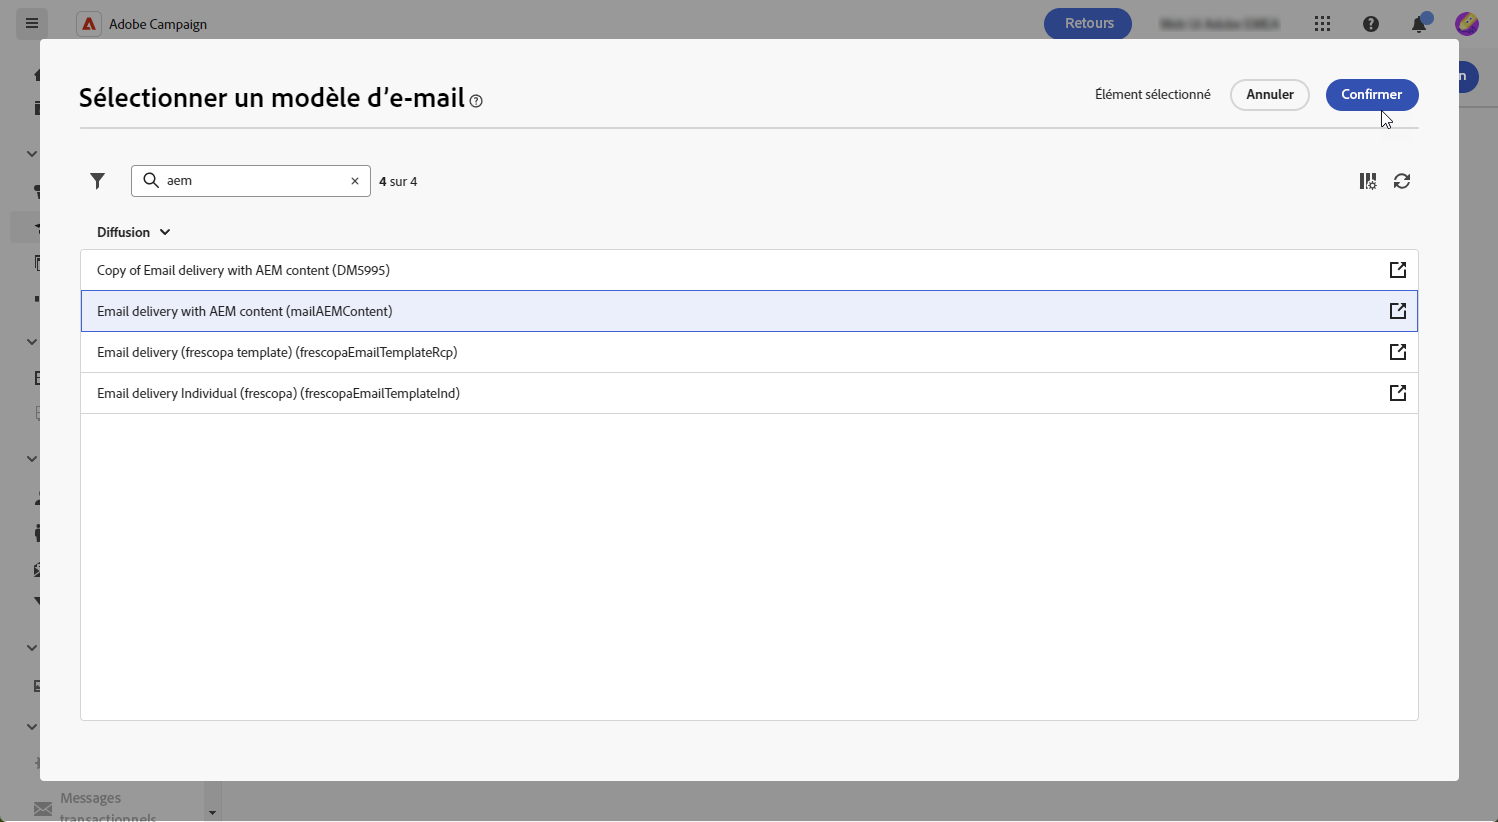 Adobe Campaign
Retours
n
Sélectionner un modèle d’e-mail
Élément sélectionné
Annuler
Confirmer
aem
4 sur 4
Diffusion
Copy of Email delivery with AEM content (DM5995)
Email delivery with AEM content (mailAEMContent)
Email delivery (frescopa template) (frescopaEmailTemplateRcp)
Email delivery Individual (frescopa) (frescopaEmailTemplateInd)
Messages
transactionnels